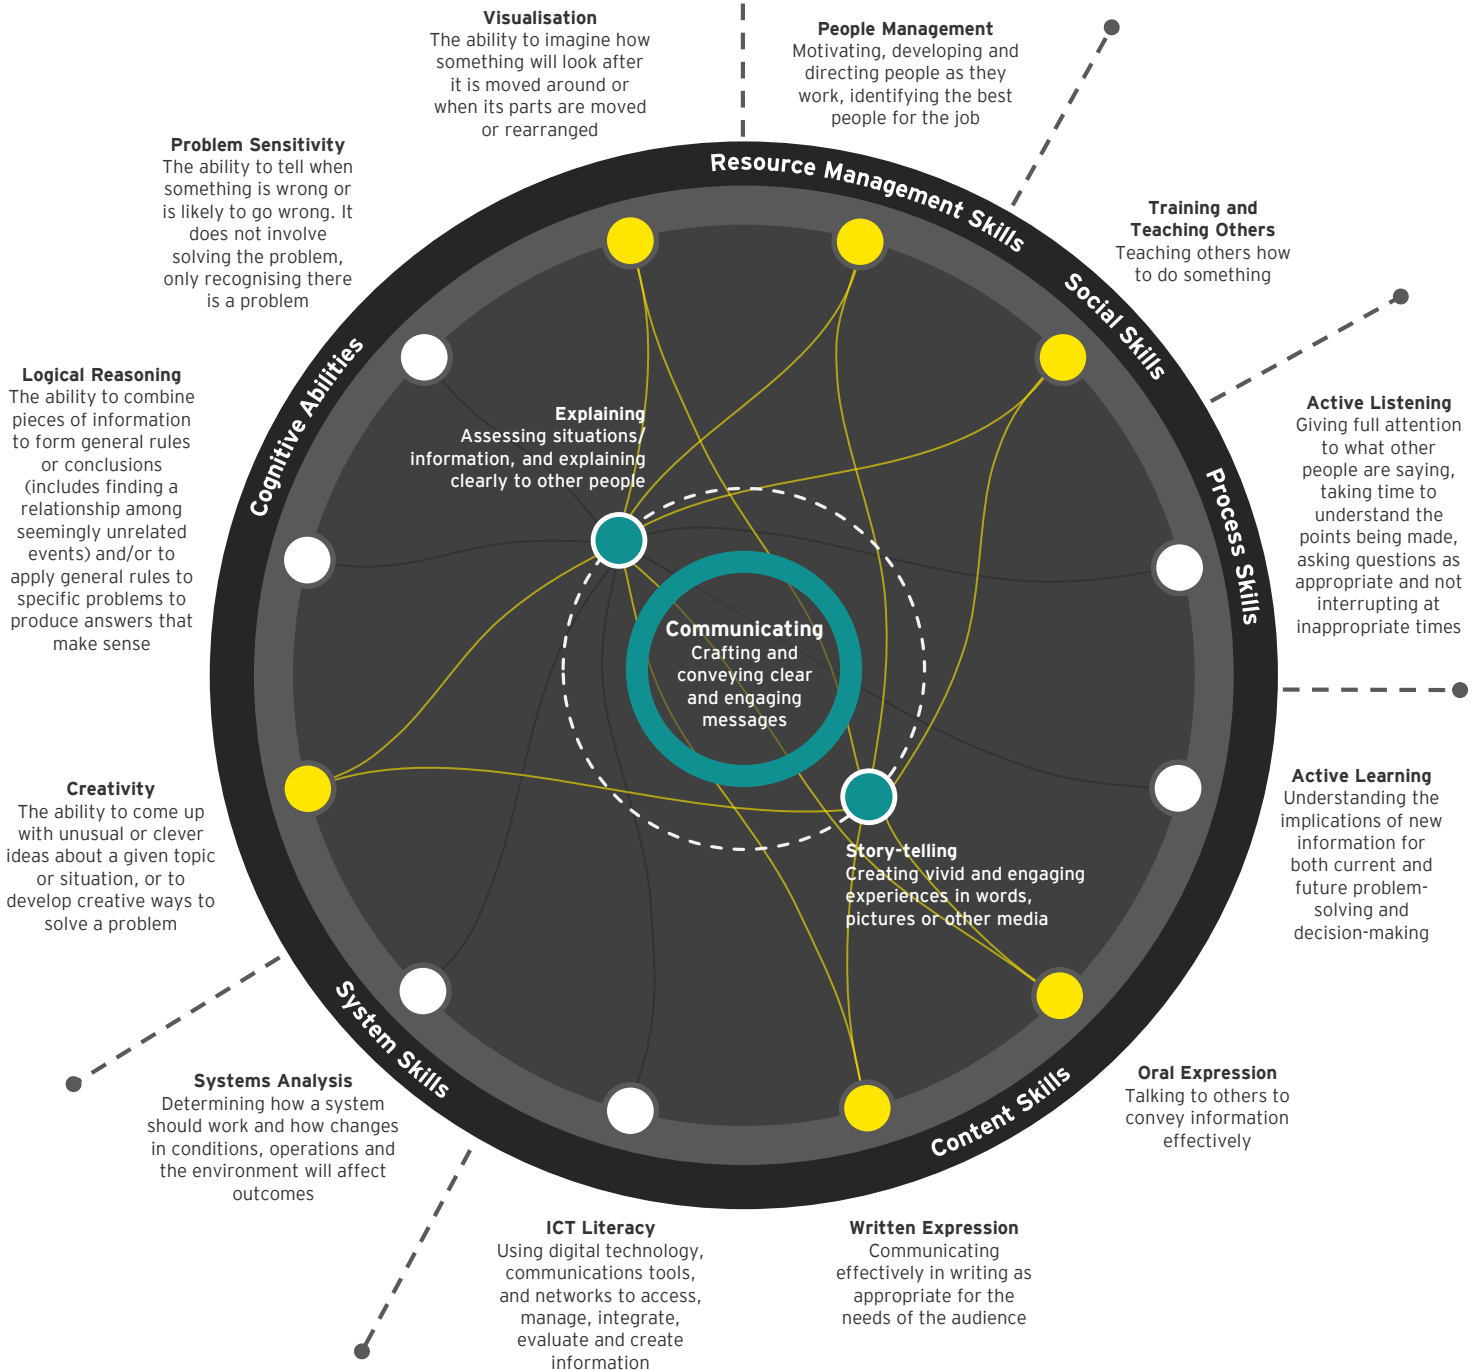 Visualisation
The ability to imagine how
something will look after
it is moved around or
when its parts are moved
or rearranged
People Management
Motivating, developing and
directing people as they
work, identifying the best
people for the job
Problem Sensitivity
The ability to tell when
something is wrong or
is likely to go wrong. It
does not involve
solving the problem,
only recognising there
is a problem
Resource Management Skills
Training and
Teaching Others
Teaching others how
to do something
Social Skills
Logical Reasoning
The ability to combine
pieces of information
to form general rules
or conclusions
(includes finding a
relationship among
seemingly unrelated
events) and/or to
apply general rules to
specific problems to
produce answers that
make sense
Cognitive Abilities
Explaining
Assessing situations/
information, and explaining
clearly to other people
Process Skills
Active Listening
Giving full attention
to what other
people are saying,
taking time to
understand the
points being made,
asking questions as
appropriate and not
interrupting at
inappropriate times
Communicating
Crafting and
conveying clear
and engaging
messages
Creativity
The ability to come up
with unusual or clever
ideas about a given topic
or situation, or to
develop creative ways to
solve a problem
Story-telling
Creating vivid and engaging
experiences in words,
pictures or other media
Active Learning
Understanding the
implications of new
information for
both current and
future problem-
solving and
decision-making
System Skills
Systems Analysis
Determining how a system
should work and how changes
in conditions, operations and
the environment will affect
outcomes
Content Skills
Oral Expression
Talking to others to
convey information
effectively
ICT Literacy
Using digital technology,
communications tools,
and networks to access,
manage, integrate,
evaluate and create
information
Written Expression
Communicating
effectively in writing as
appropriate for the
needs of the audience